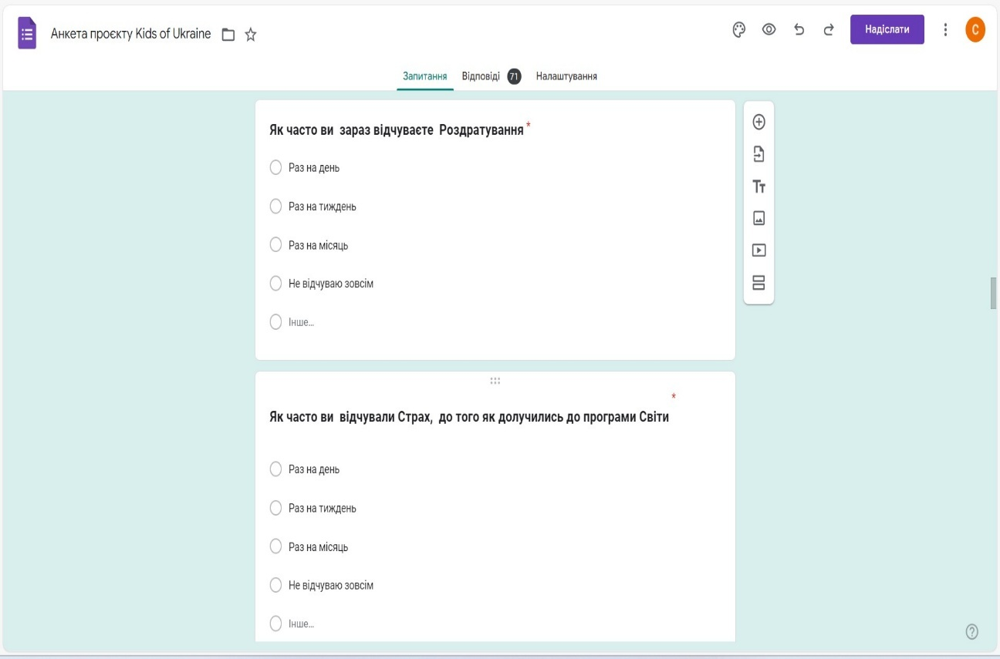 Анкета проєкту Kids of Ukraine
Надіслати
С
Запитання Відповіді 71 Налаштування
Як часто ви зараз відчуваєте Роздратування *
Раз на день
Раз на тиждень
Раз на місяць
Не відчуваю зовсім
Інше...
*
Як часто ви відчували Страх, до того як долучились до програми Світи
Раз на день
Раз на тиждень
Раз на місяць
Не відчуваю зовсім
Інше...